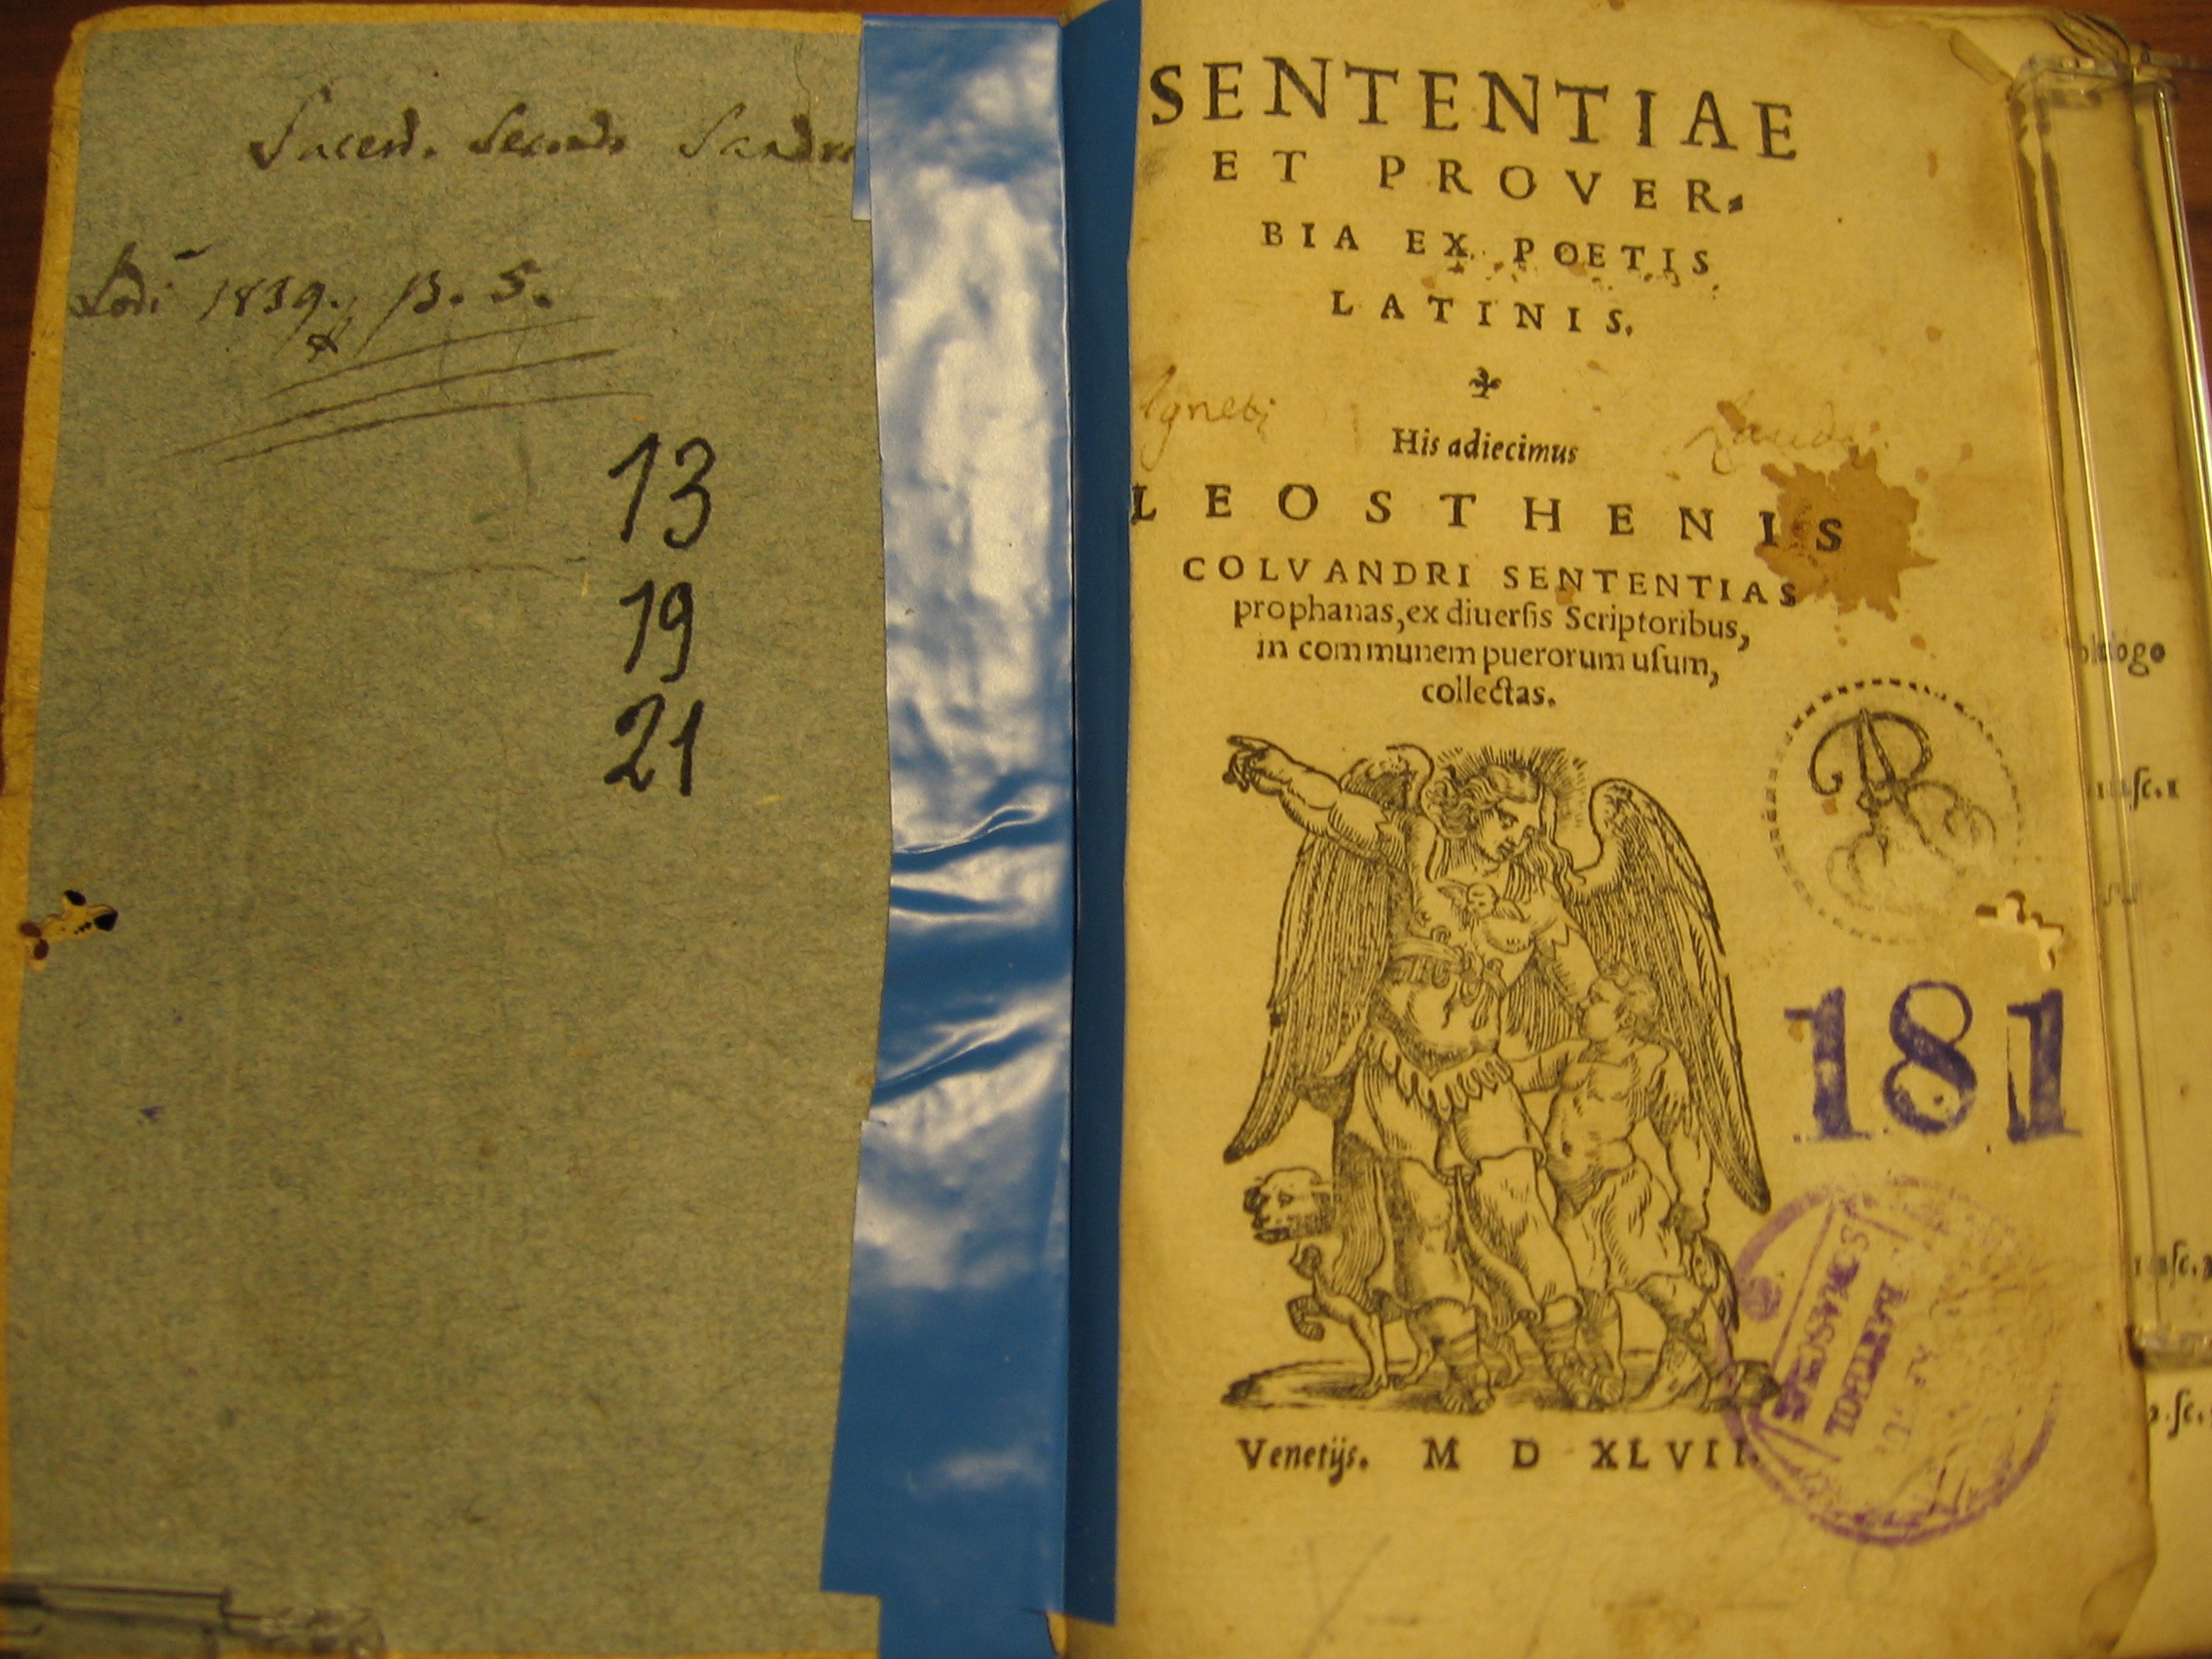 Lodi 1839. B. S.
13
19
21
SENTENTIAE
ET PROVER-
BIA EX POETIS
LATINIS.
His adiecimus
LEOSTHENIS
COLVANDRI SENTENTIAS
prophanas, ex diuerſis Scriptoribus,
in communem puerorum uſum,
collectas.
181
Venetijs. M D XLVII.